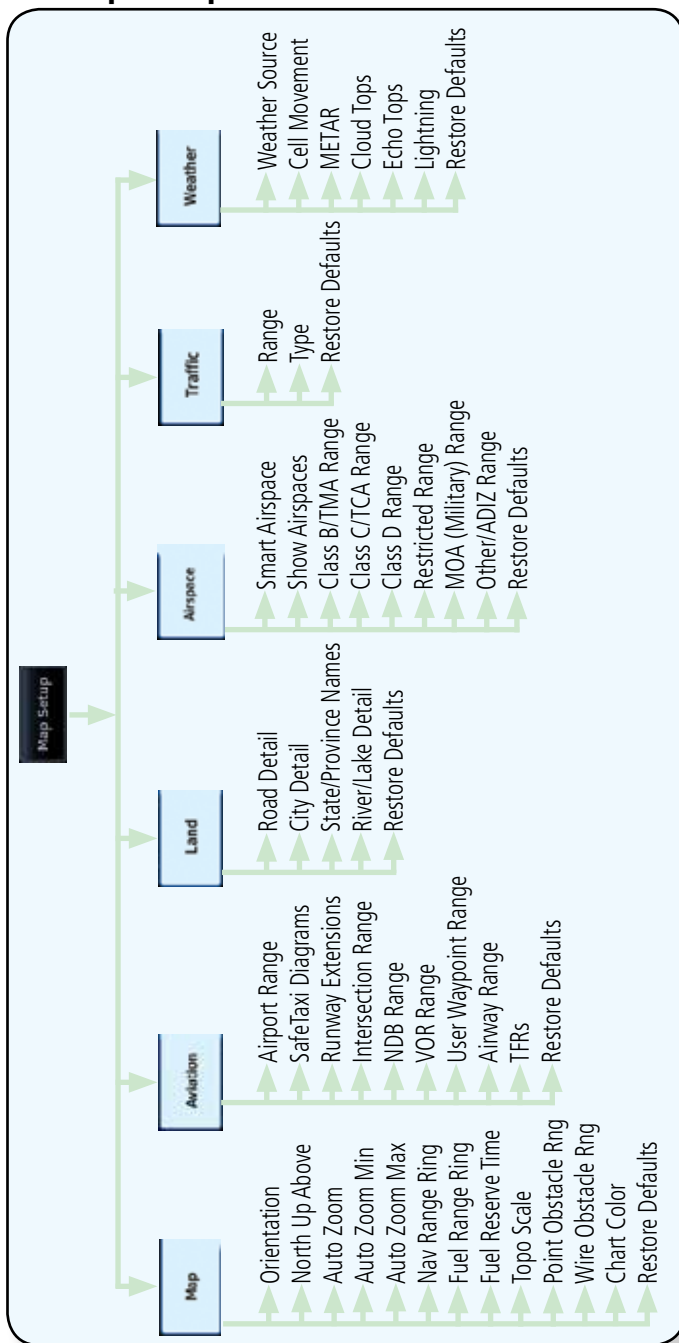 Map Setup
Map
Orientation
North Up Above
Auto Zoom
Auto Zoom Min
Auto Zoom Max
Nav Range Ring
Fuel Range Ring
Fuel Reserve Time
Topo Scale
Point Obstacle Rng
Wire Obstacle Rng
Chart Color
Restore Defaults
Aviation
Airport Range
SafeTaxi Diagrams
Runway Extensions
Intersection Range
NDB Range
VOR Range
User Waypoint Range
Airway Range
TFRs
Restore Defaults
Land
Road Detail
City Detail
State/Province Names
River/Lake Detail
Restore Defaults
Airspace
Smart Airspace
Show Airspaces
Class B/TMA Range
Class C/TCA Range
Class D Range
Restricted Range
MOA (Military) Range
Other/ADIZ Range
Restore Defaults
Traffic
Range
Type
Restore Defaults
Weather
Weather Source
Cell Movement
METAR
Cloud Tops
Echo Tops
Lightning
Restore Defaults